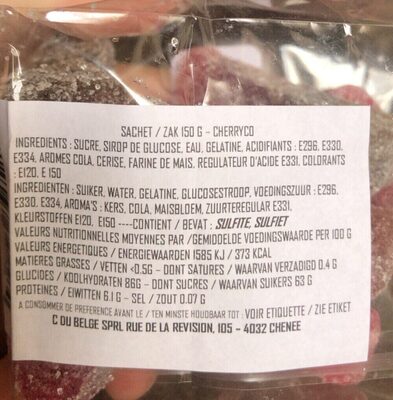 SACHET / ZAK 150 G - CHERRYCO
INGREDIENTS : SUCRE, SIROP DE GLUCOSE, EAU, GELATINE, ACIDIFIANTS : E296, E330,
E334, AROMES COLA, CERISE, FARINE DE MAIS. REGULATEUR D'ACIDE E331. COLORANTS
: E120, E 150
INGREDIENTEN : SUIKER, WATER, GELATINE, GLUCOSESTROOP, VOEDINGSZUUR : E296,
E330, E334, AROMA'S : KERS, COLA, MAISBLOEM, ZUURTEREGULAR E331,
KLEURSTOFFEN E120, E150 ----CONTIENT / BEVAT : SULFITE, SULFIET
VALEURS NUTRITIONNELLES MOYENNES PAR /GEMIDDELDE VOEDINGSWAARDE PER 100 G
VALEURS ENERGETIQUES / ENERGIEWAARDEN 1585 KJ / 373 KCAL
MATIERES GRASSES / VETTEN <0.5G - DONT SATURES / WAARVAN VERZADIGD 0.4 G
GLUCIDES / KOOLHYDRATEN 86G - DONT SUCRES / WAARVAN SUIKERS 63 G
PROTEINES / EIWITTEN 6.1 G - SEL / ZOUT 0.07 G
A CONSOMMER DE PREFERENCE AVANT LE / TEN MINSTE HOUDBAAR TOT : VOIR ETIQUETTE / ZIE ETIKET
C DU BELGE SPRL RUE DE LA REVISION, 105 - 4032 CHENEE